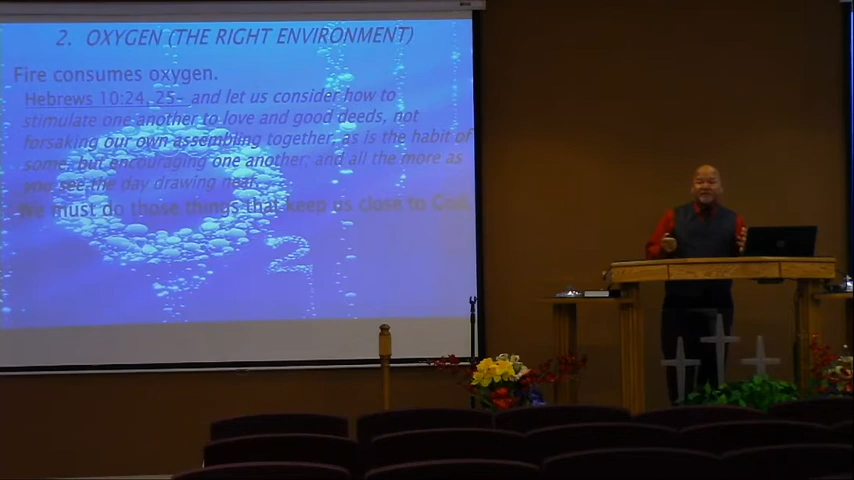 2. OXYGEN (THE RIGHT ENVIRONMENT)
Fire consumes oxygen.
Hebrews 10:24, 25- and let us consider how to
stimulate one another to love and good deeds, not
forsaking our own assembling together, as is the habit of
some, but encouraging one another; and all the more as
you see the day drawing near.
We must do those things that keep us close to God.
2